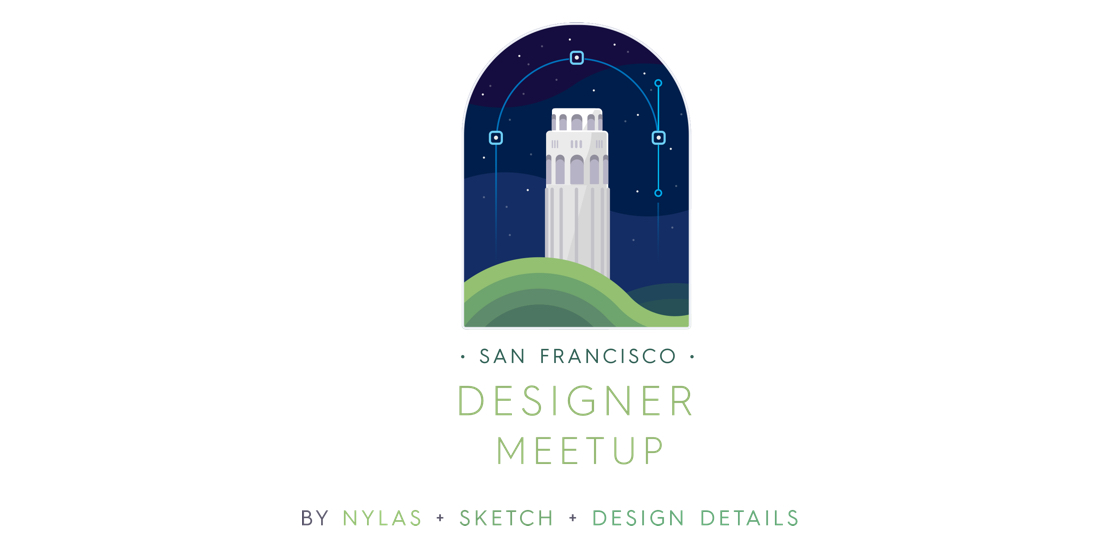 · SAN FRANCISCO ·
DESIGNER
MEETUP
BY NYLAS + SKETCH + DESIGN DETAILS